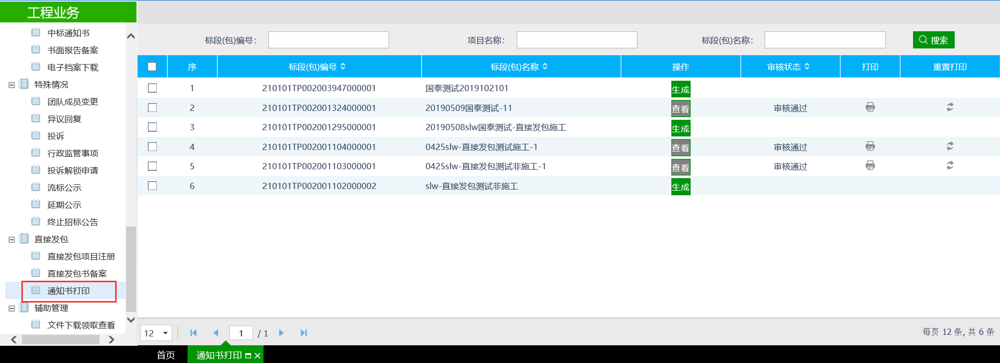 工程业务
中标通知书
书面报告备案
电子档案下载
特殊情况
团队成员变更
异议回复
投诉
行政监管事项
投诉解锁申请
流标公示
延期公示
终止招标公告
直接发包
直接发包项目注册
直接发包书备案
通知书打印
辅助管理
文件下载领取查看
标段(包)编号: 项目名称: 标段(包)名称: 搜索
序 标段(包)编号 标段(包)名称 操作 审核状态 打印 重置打印
1 210101TP002003947000001 国泰测试2019102101 生成
2 210101TP002001324000001 20190509国泰测试-11 查看 审核通过
3 210101TP002001295000001 20190508slw国泰测试-直接发包施工 生成
4 210101TP002001104000001 0425slw-直接发包测试施工-1 查看 审核通过
5 210101TP002001103000001 0425slw-直接发包测试非施工-1 查看 审核通过
6 210101TP002001102000002 slw-直接发包测试非施工 生成
12 1 / 1 每页 12 条, 共 6 条
首页 通知书打印